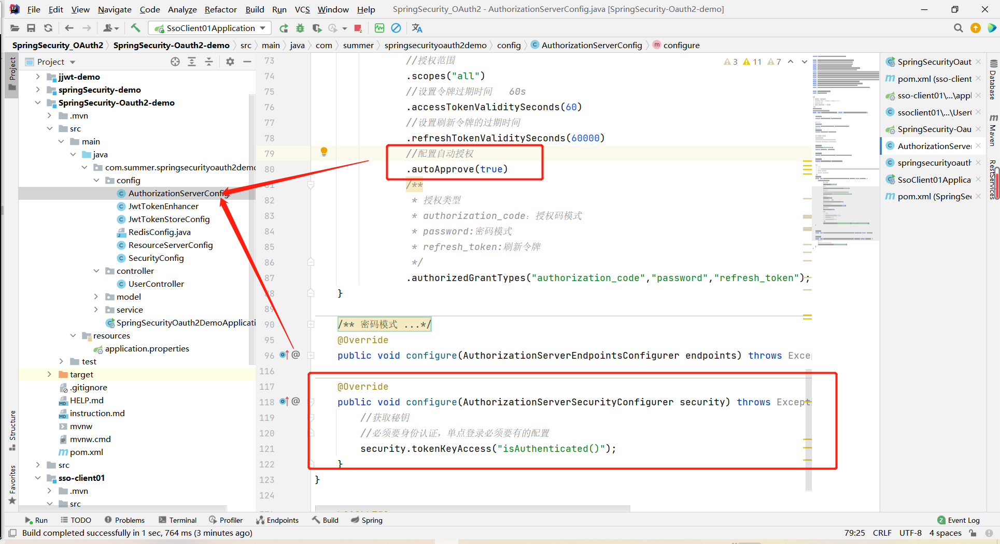 File Edit View Navigate Code Analyze Refactor Build Run VCS Window Help SpringSecurity_OAuth2 - AuthorizationServerConfig.java [SpringSecurity-Oauth2-demo]
SsoClient01Application
SpringSecurity_OAuth2 SpringSecurity-Oauth2-demo src main java com summer springsecurityoauth2demo config AuthorizationServerConfig configure
Project
Project
Structure
Favorites
jjwt-demo
springSecurity-demo
SpringSecurity-Oauth2-demo
.mvn
src
main
java
com.summer.springsecurityoauth2demo
config
AuthorizationServerConfig
JwtTokenEnhancer
JwtTokenStoreConfig
RedisConfig.java
ResourceServerConfig
SecurityConfig
controller
UserController
model
service
SpringSecurityOauth2DemoApplicati
resources
application.properties
test
target
.gitignore
HELP.md
instruction.md
mvnw
mvnw.cmd
pom.xml
src
sso-client01
.mvn
src
3 11 7
73 //授权范围
74 .scopes("all")
75 //设置令牌过期时间 60s
76 .accessTokenValiditySeconds(60)
77 //设置刷新令牌的过期时间
78 .refreshTokenValiditySeconds(60000)
79 //配置自动授权
80 .autoApprove(true)
81 /**
82 * 授权类型
83 * authorization_code: 授权码模式
84 * password:密码模式
85 * refresh_token:刷新令牌
86 */
87 .authorizedGrantTypes("authorization_code","password","refresh_token");
88 }
89
90 /** 密码模式 ...*/
95 @Override
96 @ public void configure(AuthorizationServerEndpointsConfigurer endpoints) throws Excep
116
117 @Override
118 @ public void configure(AuthorizationServerSecurityConfigurer security) throws Except
119 //获取秘钥
120 //必须要身份认证，单点登录必须要有的配置
121 security.tokenKeyAccess("isAuthenticated()");
122 }
123 }
124
SpringSecurityOaut
pom.xml (sso-client
sso-client01\...\appl
ssoclient01\...\User
SpringSecurity-Oau
AuthorizationServer
springsecurityoauth
SsoClient01Applica
pom.xml (SpringSe
Database
Maven
RestServices
Run TODO Problems Terminal Profiler Endpoints Build Spring 2 Event Log
Build completed successfully in 1 sec, 764 ms (3 minutes ago) 79:25 CRLF UTF-8 4 spaces